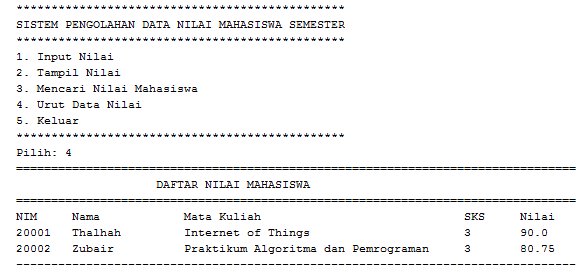 ***********************************************
SISTEM PENGOLAHAN DATA NILAI MAHASISWA SEMESTER
***********************************************
1. Input Nilai
2. Tampil Nilai
3. Mencari Nilai Mahasiswa
4. Urut Data Nilai
5. Keluar
***********************************************
Pilih: 4
================================================================================
DAFTAR NILAI MAHASISWA
================================================================================
NIM Nama Mata Kuliah SKS Nilai
20001 Thalhah Internet of Things 3 90.0
20002 Zubair Praktikum Algoritma dan Pemrograman 3 80.75
--------------------------------------------------------------------------------